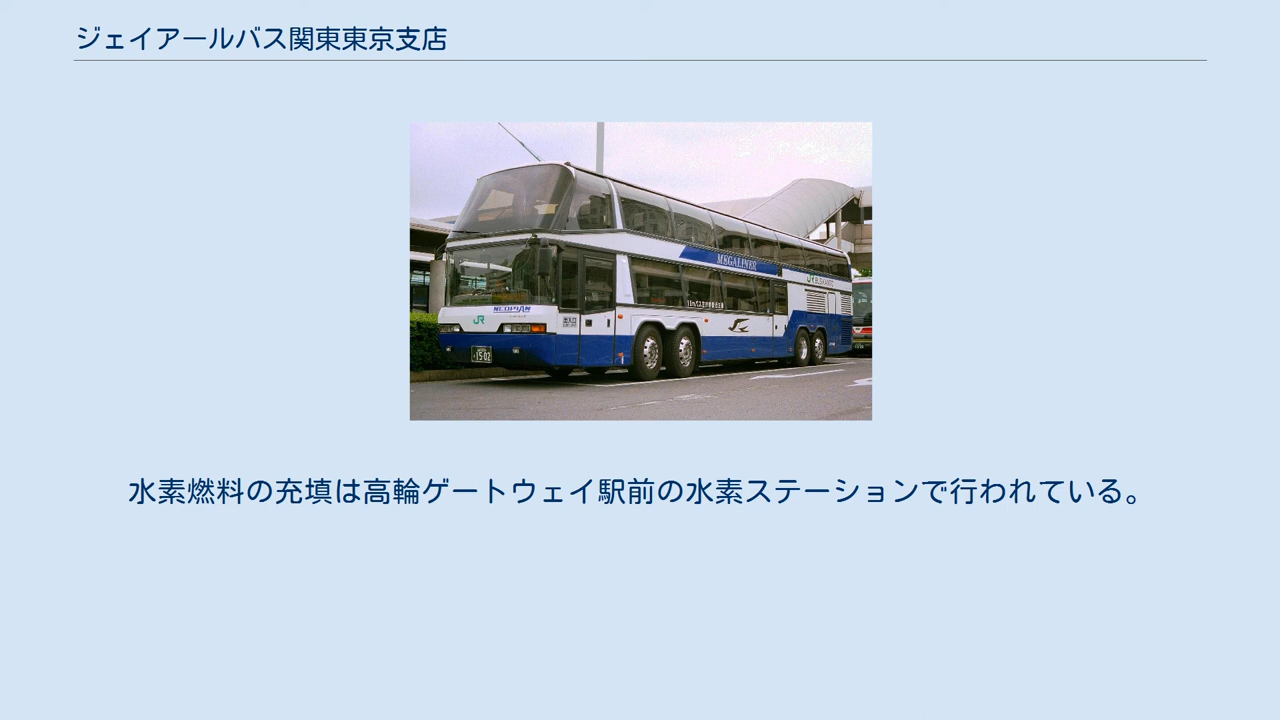 ジェイアールバス関東東京支店
MEGALINER
NEOPLAN
JR
1502
水素燃料の充填は高輪ゲートウェイ駅前の水素ステーションで行われている。